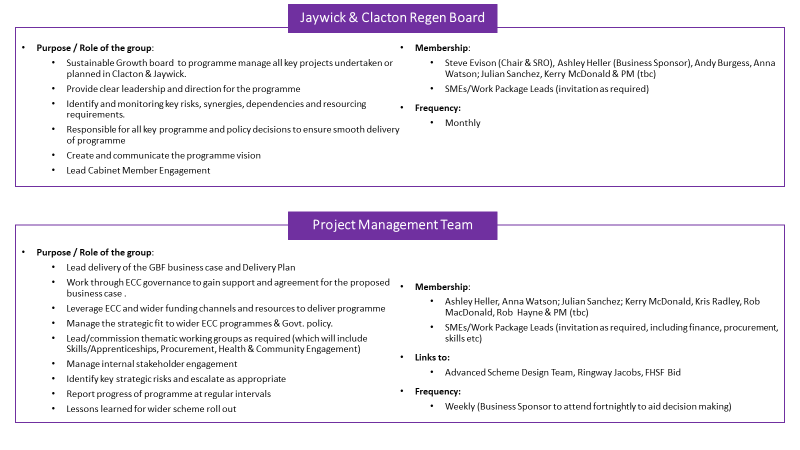 Jaywick & Clacton Regen Board
• Purpose / Role of the group:
• Sustainable Growth board to programme manage all key projects undertaken or
planned in Clacton & Jaywick.
• Provide clear leadership and direction for the programme
• Identify and monitoring key risks, synergies, dependencies and resourcing
requirements.
• Responsible for all key programme and policy decisions to ensure smooth delivery
of programme
• Create and communicate the programme vision
• Lead Cabinet Member Engagement
• Membership:
• Steve Evison (Chair & SRO), Ashley Heller (Business Sponsor), Andy Burgess, Anna
Watson; Julian Sanchez, Kerry McDonald & PM (tbc)
• SMEs/Work Package Leads (invitation as required)
• Frequency:
• Monthly
Project Management Team
• Purpose / Role of the group:
• Lead delivery of the GBF business case and Delivery Plan
• Work through ECC governance to gain support and agreement for the proposed
business case .
• Leverage ECC and wider funding channels and resources to deliver programme
• Manage the strategic fit to wider ECC programmes & Govt. policy.
• Lead/commission thematic working groups as required (which will include
Skills/Apprenticeships, Procurement, Health & Community Engagement)
• Manage internal stakeholder engagement
• Identify key strategic risks and escalate as appropriate
• Report progress of programme at regular intervals
• Lessons learned for wider scheme roll out
• Membership:
• Ashley Heller, Anna Watson; Julian Sanchez; Kerry McDonald, Kris Radley, Rob
MacDonald, Rob Hayne & PM (tbc)
• SMEs/Work Package Leads (invitation as required, including finance, procurement,
skills etc)
• Links to:
• Advanced Scheme Design Team, Ringway Jacobs, FHSF Bid
• Frequency:
• Weekly (Business Sponsor to attend fortnightly to aid decision making)